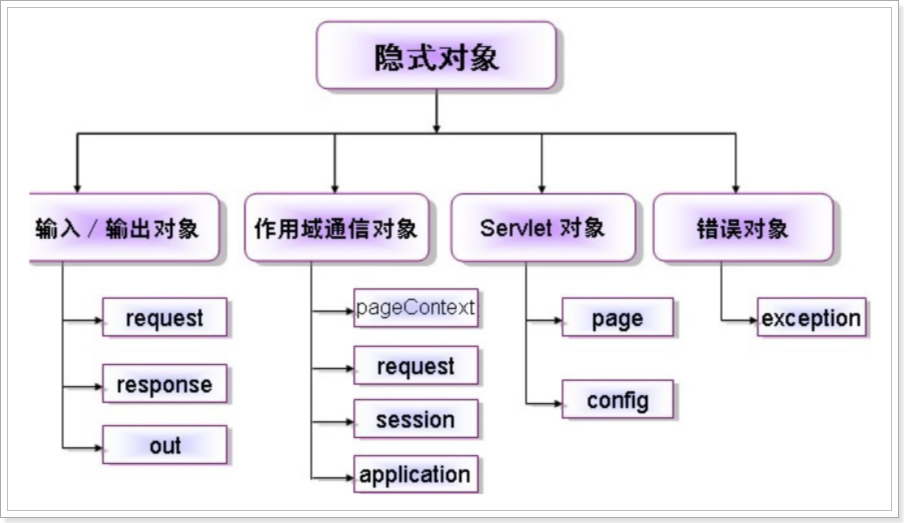 隐式对象
输入 / 输出对象
作用域通信对象
Servlet 对象
错误对象
request
response
out
pageContext
request
session
application
page
config
exception